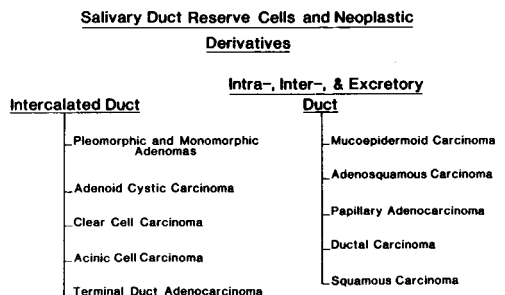 Salivary Duct Reserve Cells and Neoplastic
Derivatives
Intra-, Inter-, & Excretory
Intercalated Duct
Duct
Pleomorphic and Monomorphic
Adenomas
Adenoid Cystic Carcinoma
Clear Cell Carcinoma
Acinic Cell Carcinoma
Terminal Duct Adenocarcinoma
Mucoepidermoid Carcinoma
Adenosquamous Carcinoma
Papillary Adenocarcinoma
Ductal Carcinoma
Squamous Carcinoma